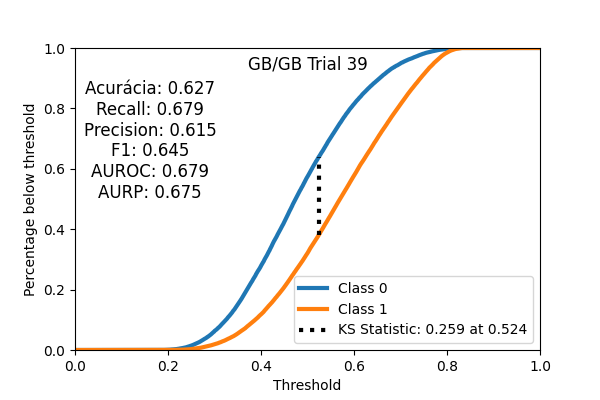 GB/GB Trial 39
Acurácia: 0.627
Recall: 0.679
Precision: 0.615
F1: 0.645
AUROC: 0.679
AURP: 0.675
Percentage below threshold
1.0
0.8
0.6
0.4
0.2
0.0
Class 0
Class 1
KS Statistic: 0.259 at 0.524
0.0 0.2 0.4 0.6 0.8 1.0
Threshold